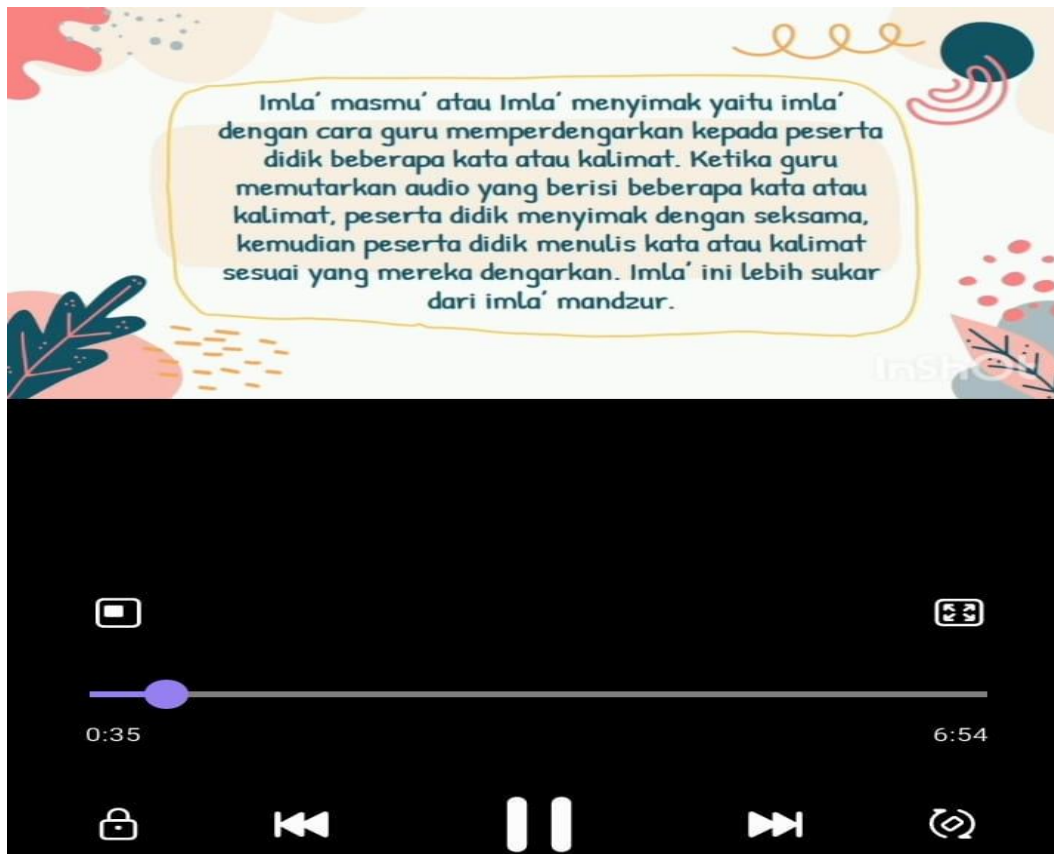 Imla' masmu' atau Imla' menyimak yaitu imla'
dengan cara guru memperdengarkan kepada peserta
didik beberapa kata atau kalimat. Ketika guru
memutarkan audio yang berisi beberapa kata atau
kalimat, peserta didik menyimak dengan seksama,
kemudian peserta didik menulis kata atau kalimat
sesuai yang mereka dengarkan. Imla' ini lebih sukar
dari imla' mandzur.
InShOt
0:35
6:54